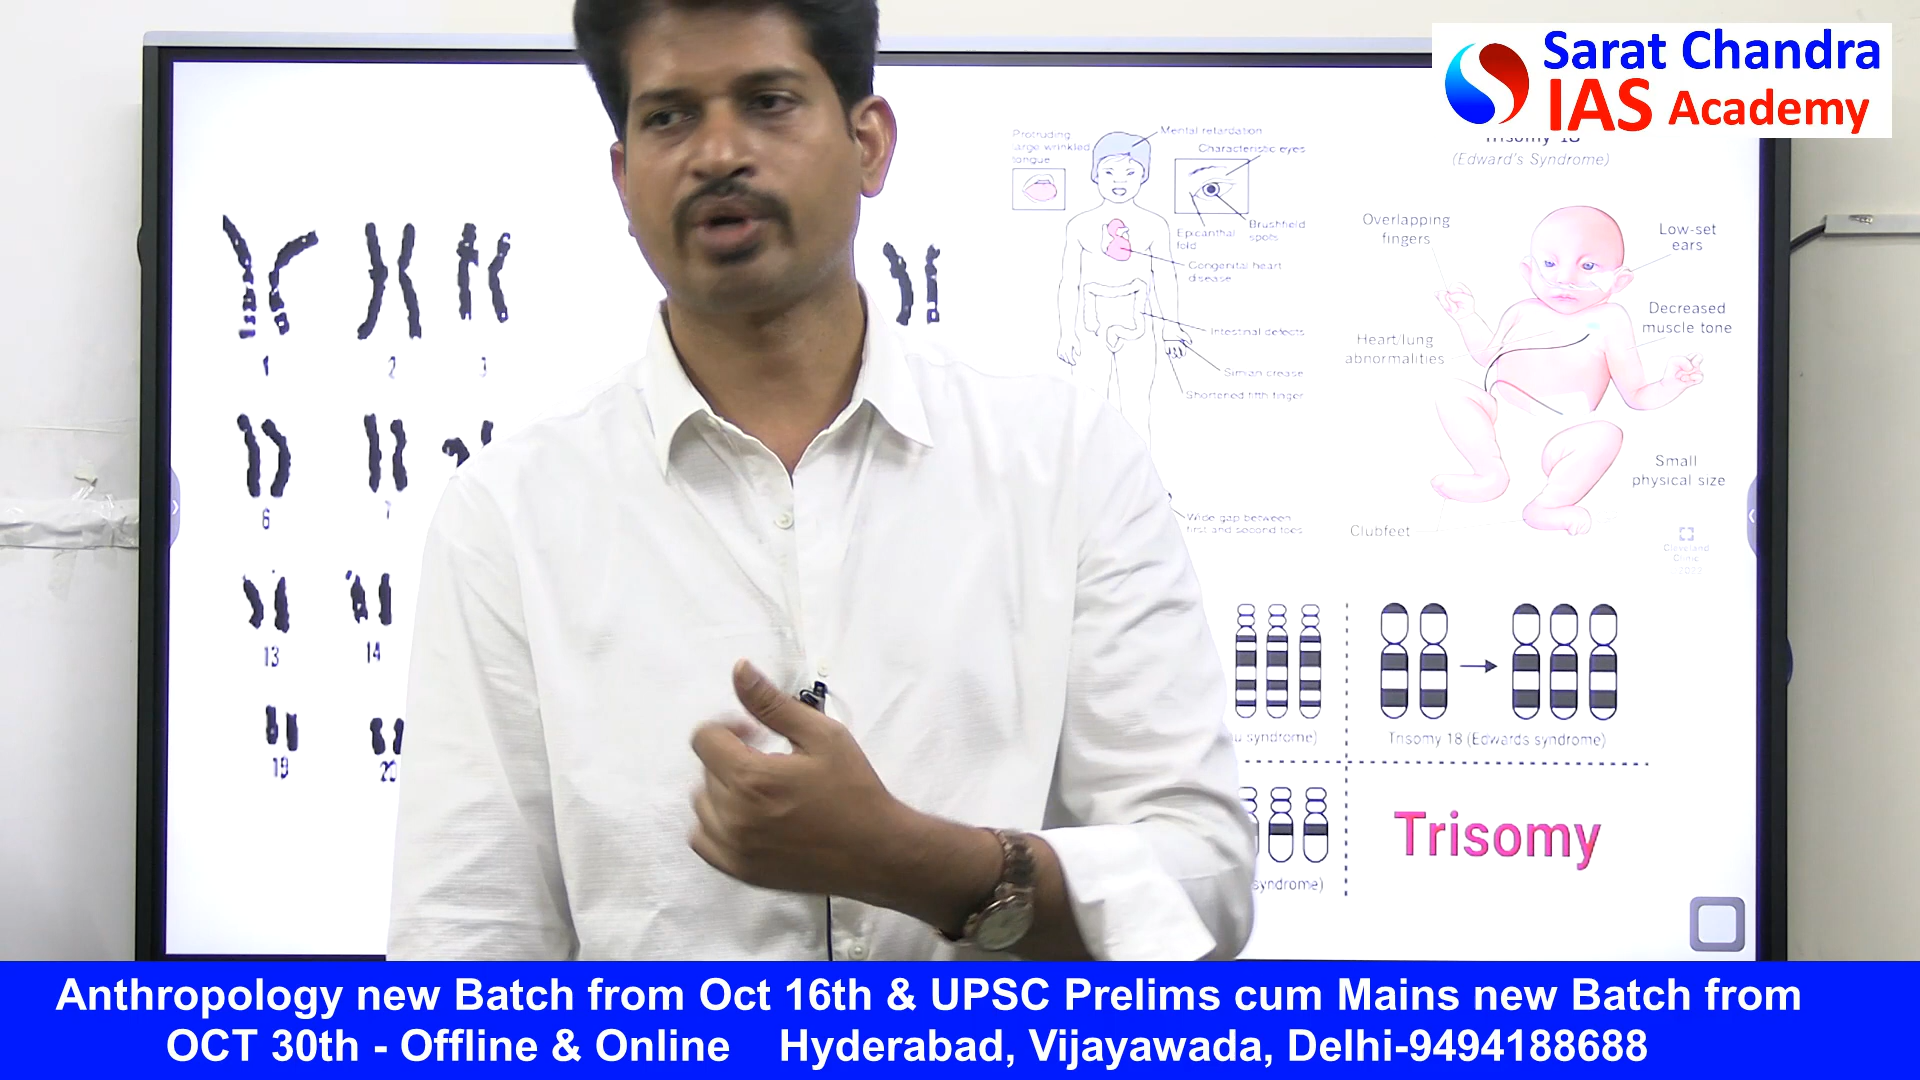 Sarat Chandra
IAS Academy
(Edward's Syndrome)
Protruding
large wrinkled
tongue
Mental retardation
Characteristic eyes
Brushfield
spots
Epicanthal
fold
Congenital heart
disease
Intestinal defects
Simian crease
Shortened fifth finger
Wide gap between
first and second toes
Overlapping
fingers
Low-set
ears
Decreased
muscle tone
Heart/lung
abnormalities
Small
physical size
Clubfeet
Cleveland
Clinic
2022
1
2
3
6
7
13
14
19
20
syndrome)
Trisomy 18 (Edwards syndrome)
syndrome)
Trisomy
Anthropology new Batch from Oct 16th & UPSC Prelims cum Mains new Batch from
OCT 30th - Offline & Online Hyderabad, Vijayawada, Delhi-9494188688